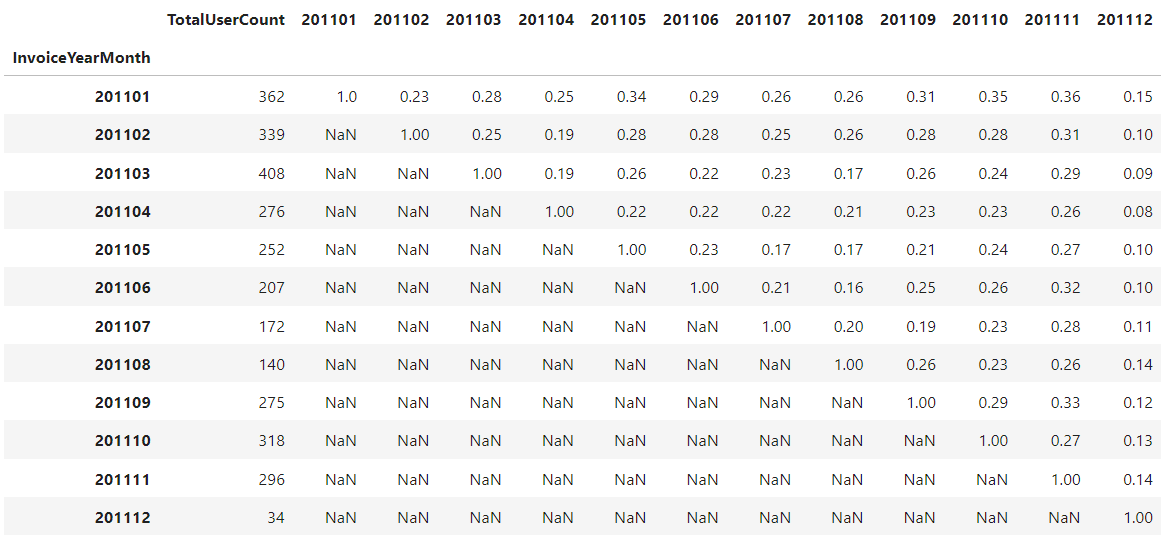 TotalUserCount 201101 201102 201103 201104 201105 201106 201107 201108 201109 201110 201111 201112
InvoiceYearMonth
201101 362 1.0 0.23 0.28 0.25 0.34 0.29 0.26 0.26 0.31 0.35 0.36 0.15
201102 339 NaN 1.00 0.25 0.19 0.28 0.28 0.25 0.26 0.28 0.28 0.31 0.10
201103 408 NaN NaN 1.00 0.19 0.26 0.22 0.23 0.17 0.26 0.24 0.29 0.09
201104 276 NaN NaN NaN 1.00 0.22 0.22 0.22 0.21 0.23 0.23 0.26 0.08
201105 252 NaN NaN NaN NaN 1.00 0.23 0.17 0.17 0.21 0.24 0.27 0.10
201106 207 NaN NaN NaN NaN NaN 1.00 0.21 0.16 0.25 0.26 0.32 0.10
201107 172 NaN NaN NaN NaN NaN NaN 1.00 0.20 0.19 0.23 0.28 0.11
201108 140 NaN NaN NaN NaN NaN NaN NaN 1.00 0.26 0.23 0.26 0.14
201109 275 NaN NaN NaN NaN NaN NaN NaN NaN 1.00 0.29 0.33 0.12
201110 318 NaN NaN NaN NaN NaN NaN NaN NaN NaN 1.00 0.27 0.13
201111 296 NaN NaN NaN NaN NaN NaN NaN NaN NaN NaN 1.00 0.14
201112 34 NaN NaN NaN NaN NaN NaN NaN NaN NaN NaN NaN 1.00